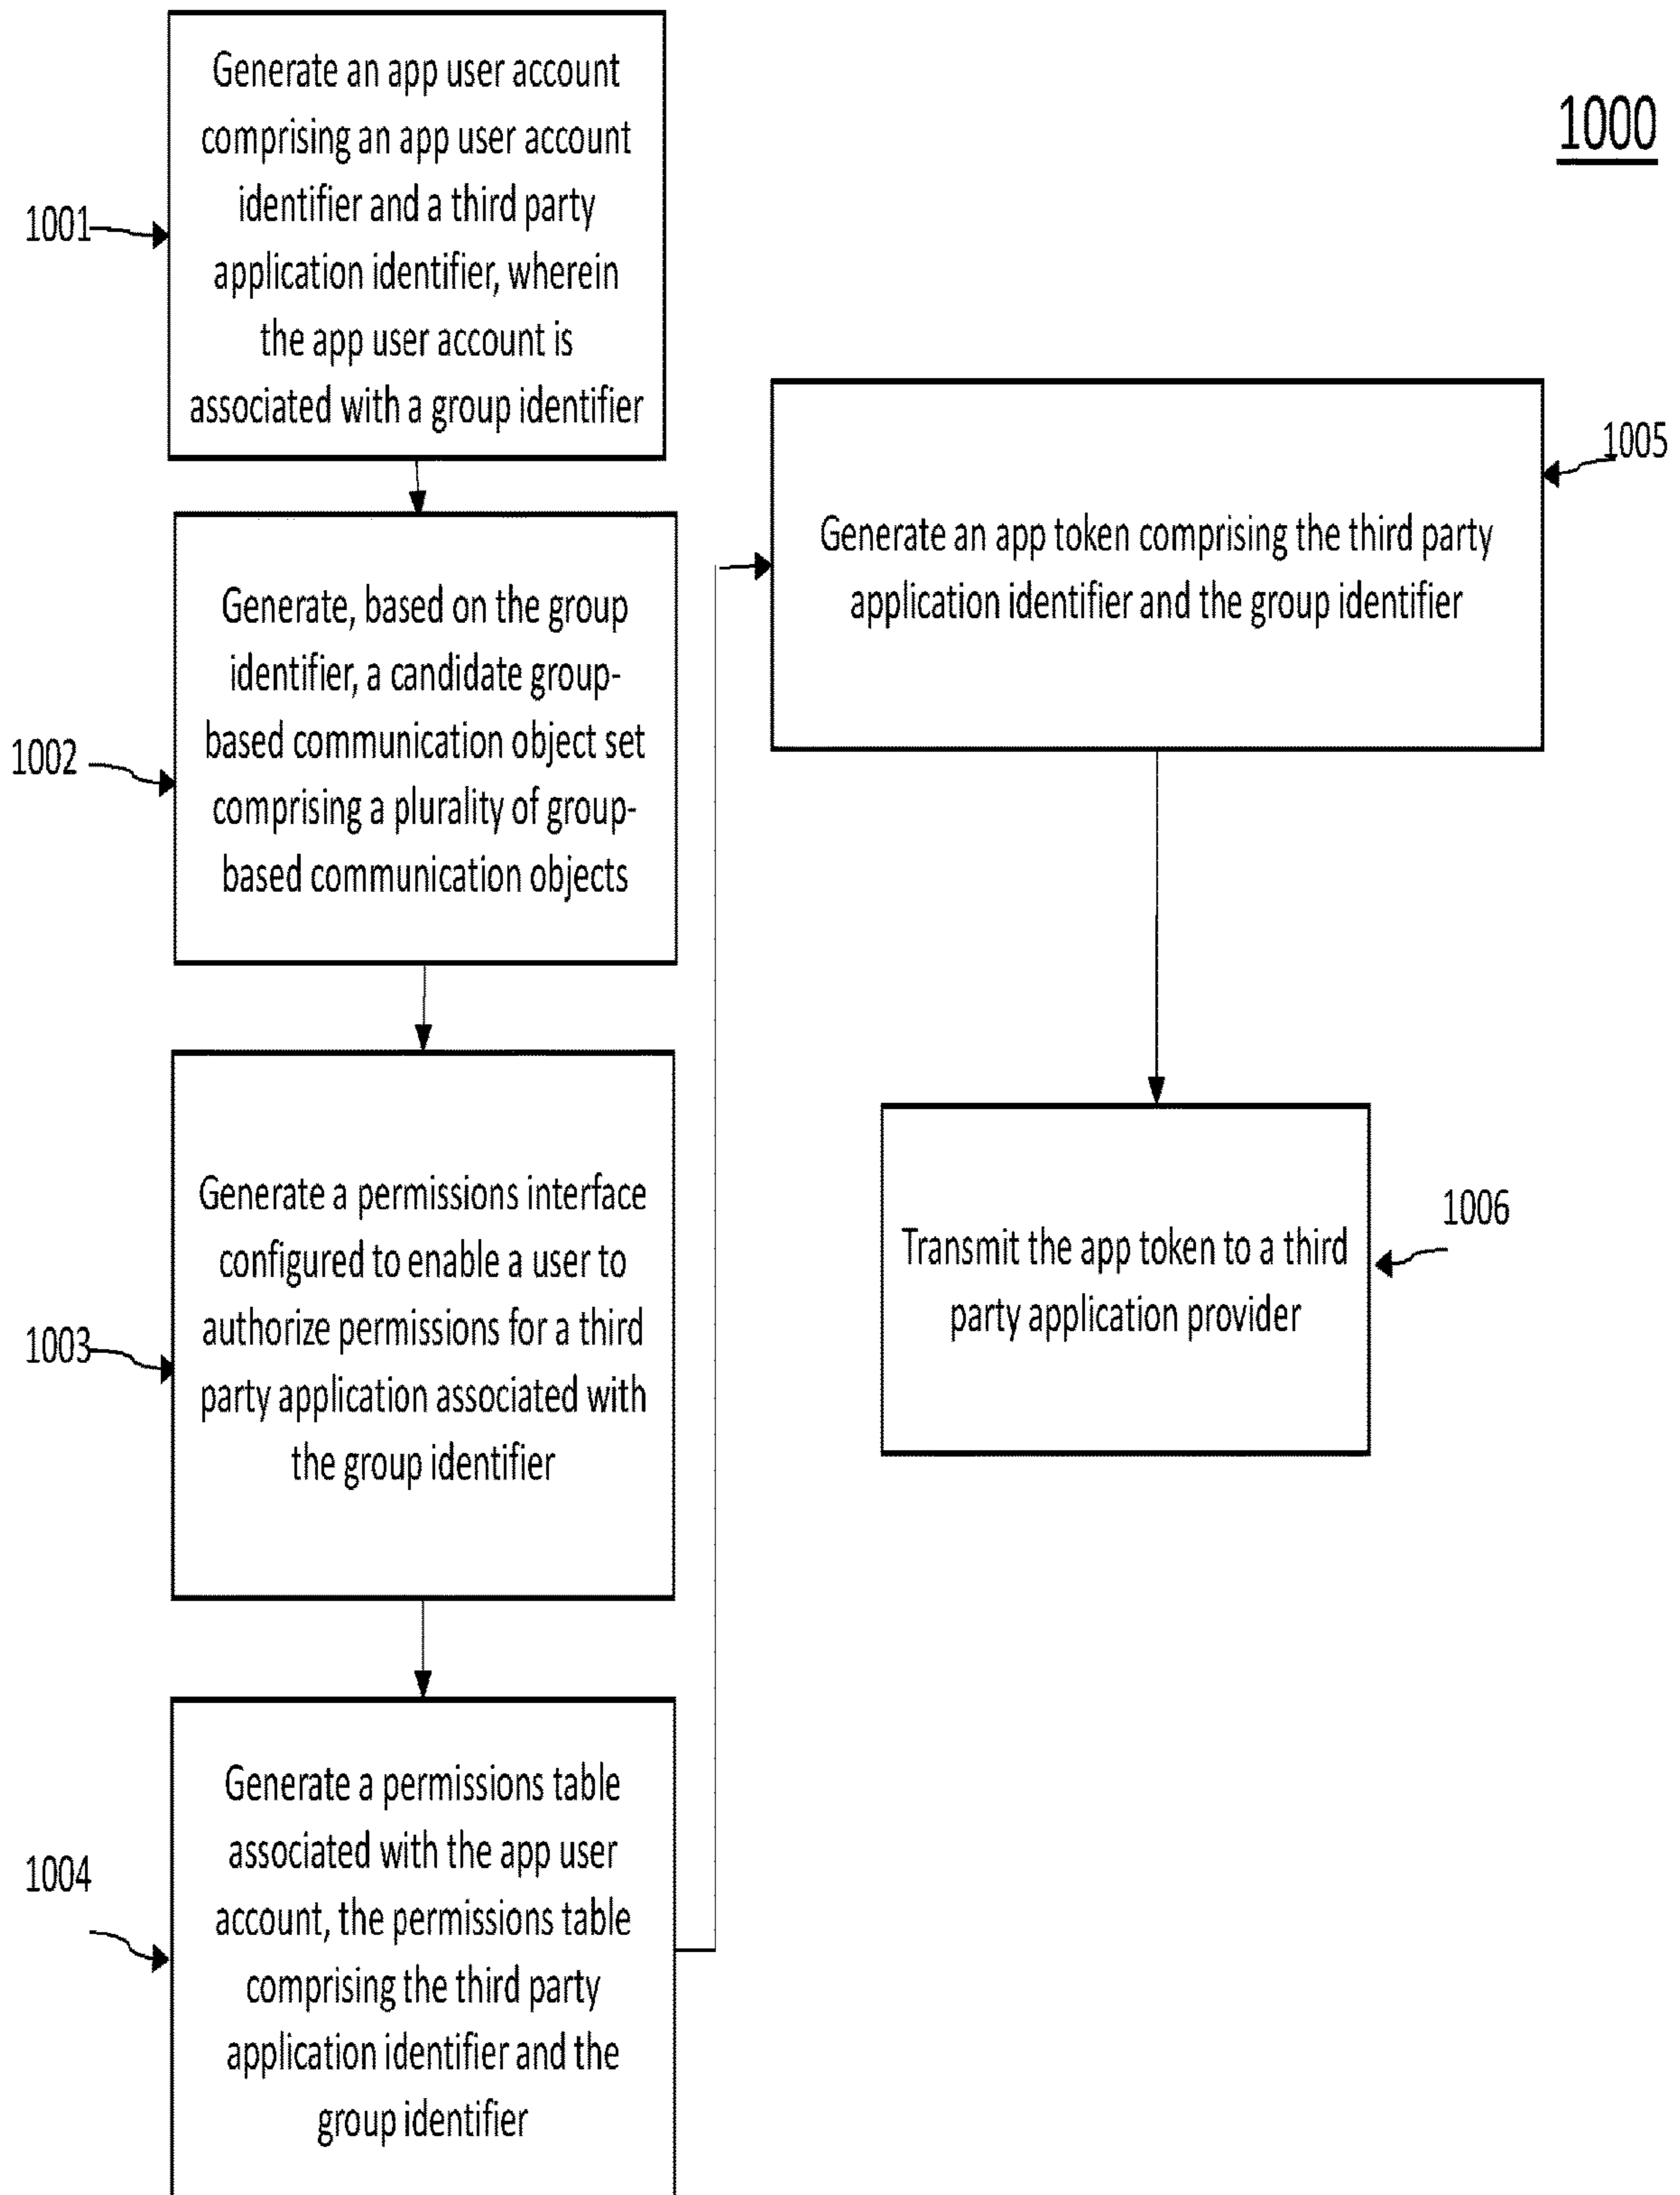 1000
1001
Generate an app user account
comprising an app user account
identifier and a third party
application identifier, wherein
the app user account is
associated with a group identifier
1002
Generate, based on the group
identifier, a candidate group-
based communication object set
comprising a plurality of group-
based communication objects
1003
Generate a permissions interface
configured to enable a user to
authorize permissions for a third
party application associated with
the group identifier
1004
Generate a permissions table
associated with the app user
account, the permissions table
comprising the third party
application identifier and the
group identifier
1005
Generate an app token comprising the third party
application identifier and the group identifier
1006
Transmit the app token to a third
party application provider